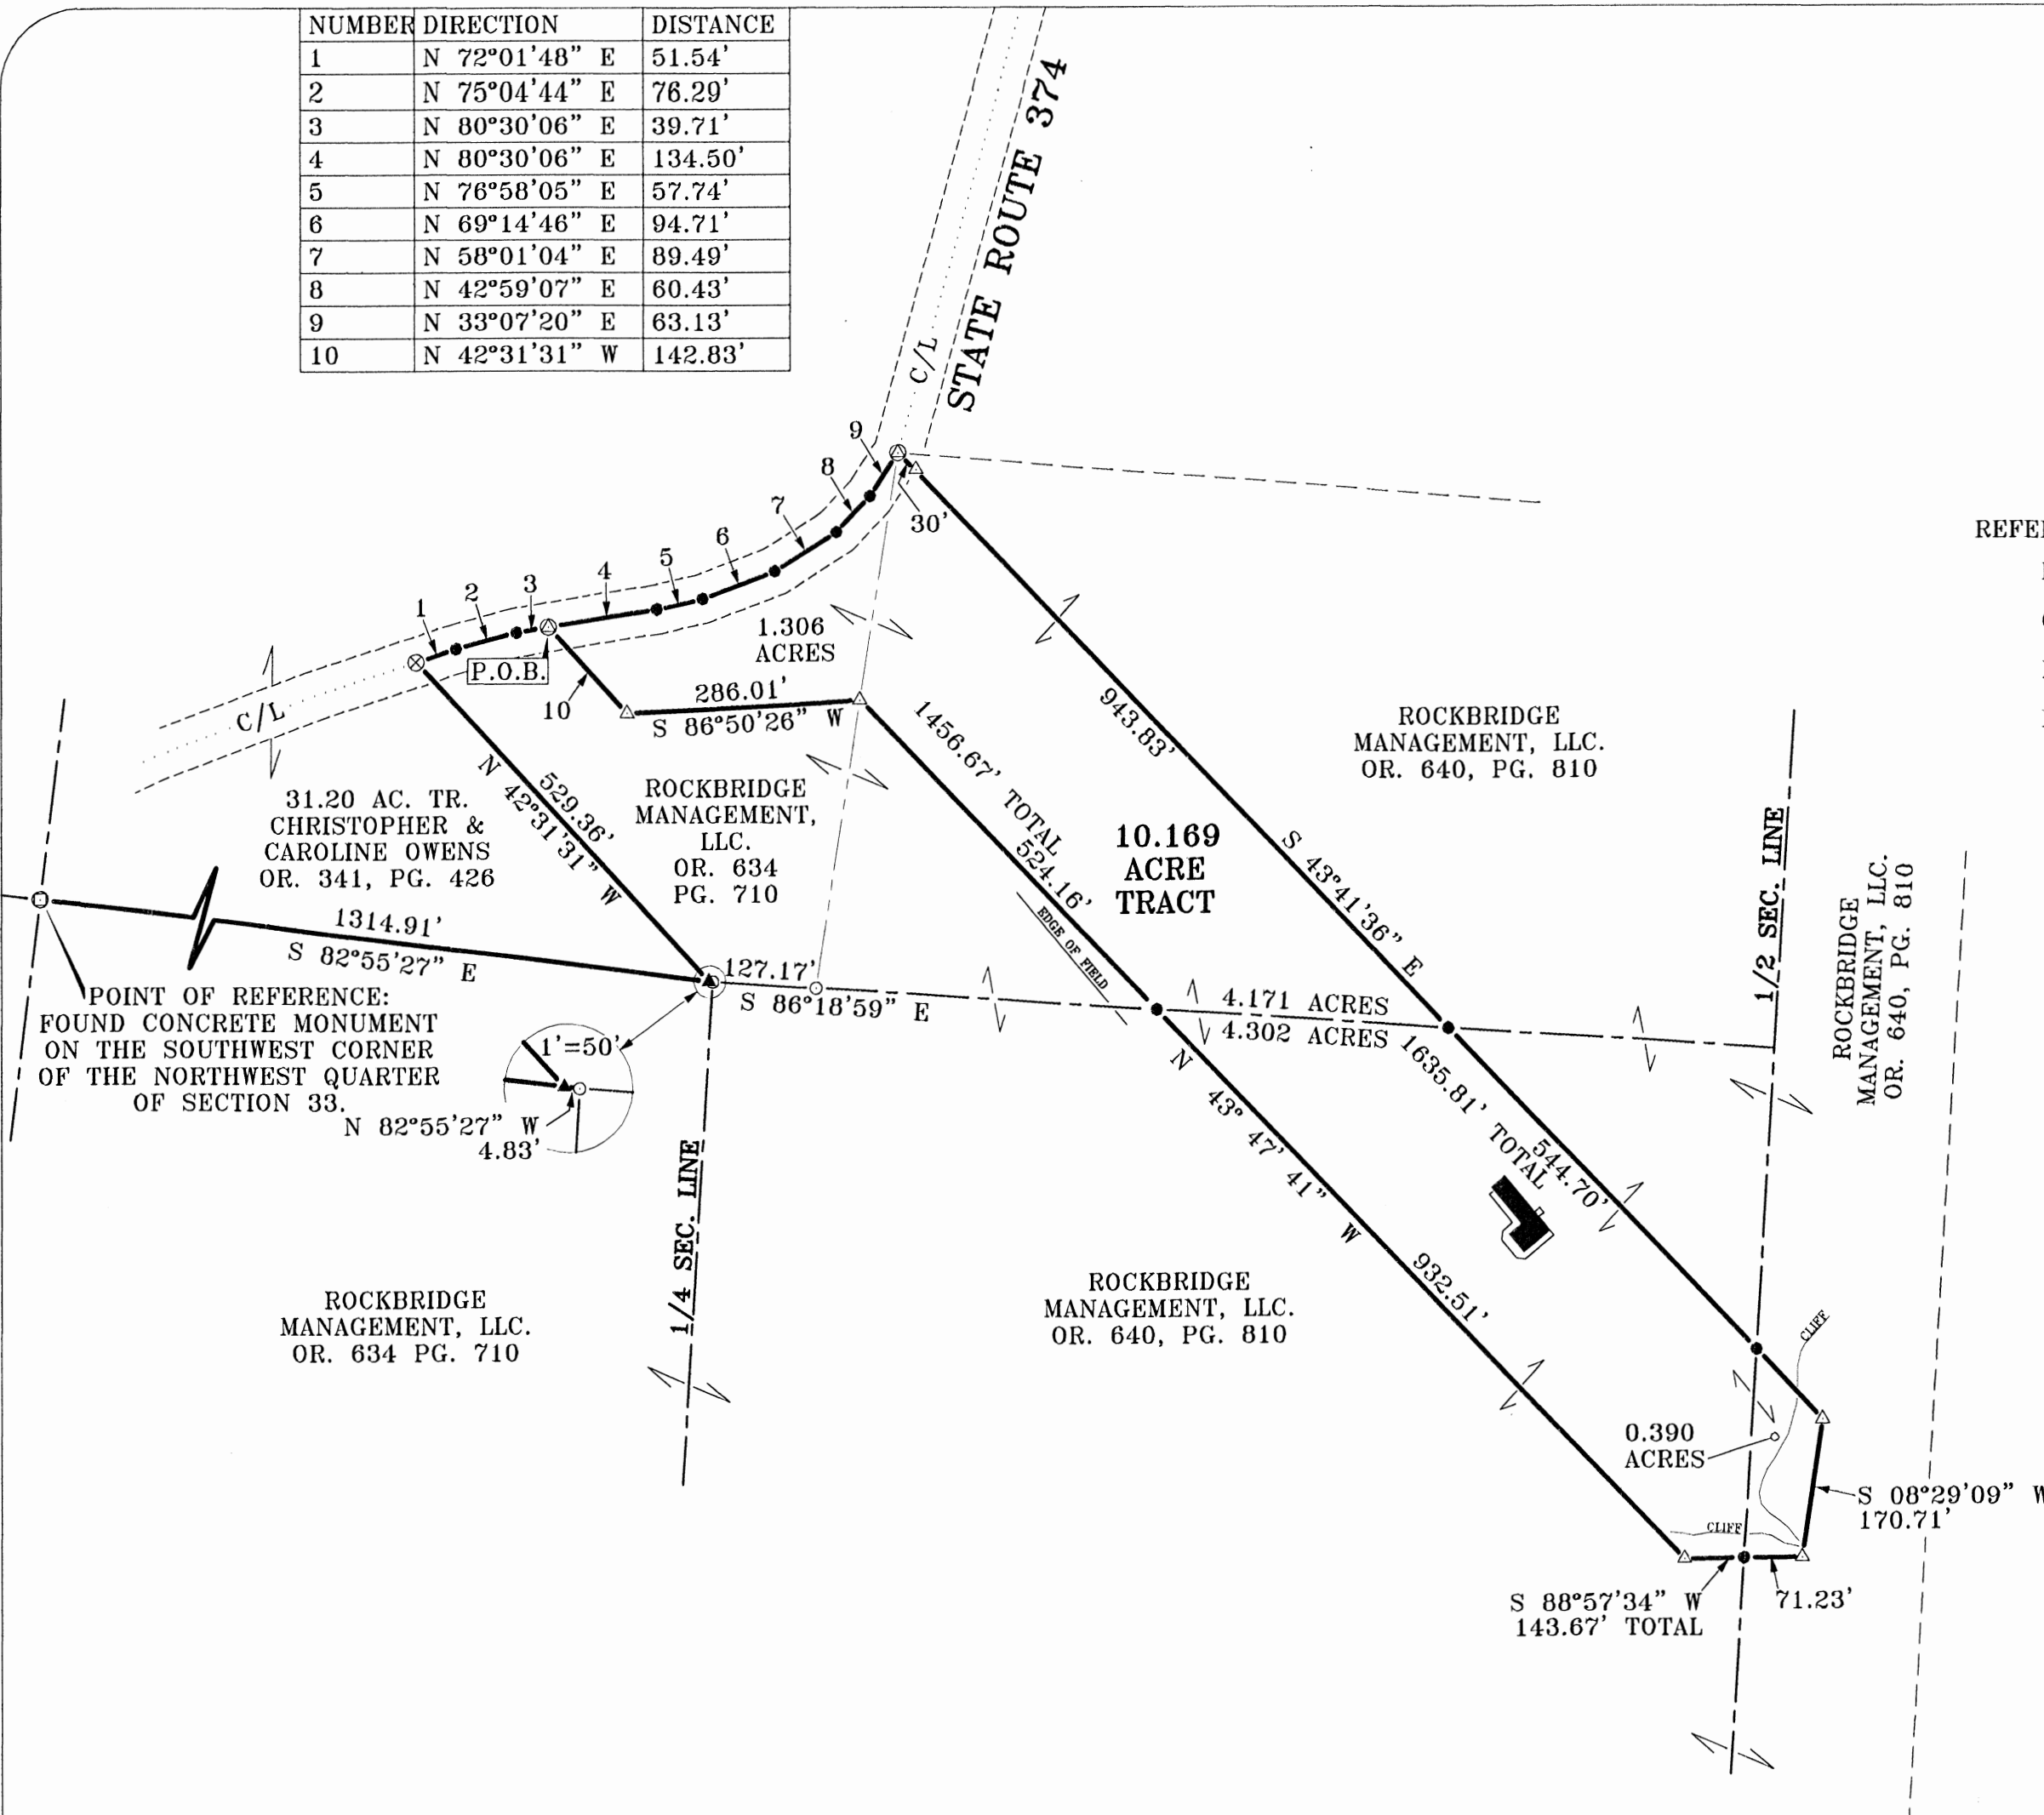 NUMBER DIRECTION DISTANCE
1 N 72°01'48" E 51.54'
2 N 75°04'44" E 76.29'
3 N 80°30'06" E 39.71'
4 N 80°30'06" E 134.50'
5 N 76°58'05" E 57.74'
6 N 69°14'46" E 94.71'
7 N 58°01'04" E 89.49'
8 N 42°59'07" E 60.43'
9 N 33°07'20" E 63.13'
10 N 42°31'31" W 142.83'
STATE ROUTE 374
C/L
9
8
7
6
5
4
3
2
1
30'
REFE
1.306
ACRES
P.O.B.
10
286.01'
S 86°50'26" W
C/L
943.83'
S 43°41'36" E
1456.67' TOTAL
524.16'
ROCKBRIDGE
MANAGEMENT, LLC.
OR. 640, PG. 810
N 42°31'31" W
529.36'
31.20 AC. TR.
CHRISTOPHER &
CAROLINE OWENS
OR. 341, PG. 426
ROCKBRIDGE
MANAGEMENT,
LLC.
OR. 634
PG. 710
10.169
ACRE
TRACT
1/2 SEC. LINE
ROCKBRIDGE
MANAGEMENT, LLC.
OR. 640, PG. 810
EDGE OF FIELD
1314.91'
S 82°55'27" E
127.17'
S 86°18'59" E
4.171 ACRES
4.302 ACRES
POINT OF REFERENCE:
FOUND CONCRETE MONUMENT
ON THE SOUTHWEST CORNER
OF THE NORTHWEST QUARTER
OF SECTION 33.
1'=50'
N 82°55'27" W
4.83'
1635.81' TOTAL
544.70'
N 43° 47' 41" W
932.51'
1/4 SEC. LINE
ROCKBRIDGE
MANAGEMENT, LLC.
OR. 634 PG. 710
ROCKBRIDGE
MANAGEMENT, LLC.
OR. 640, PG. 810
CLIFF
0.390
ACRES
S 08°29'09" W
170.71'
CLIFF
S 88°57'34" W
143.67' TOTAL
71.23'